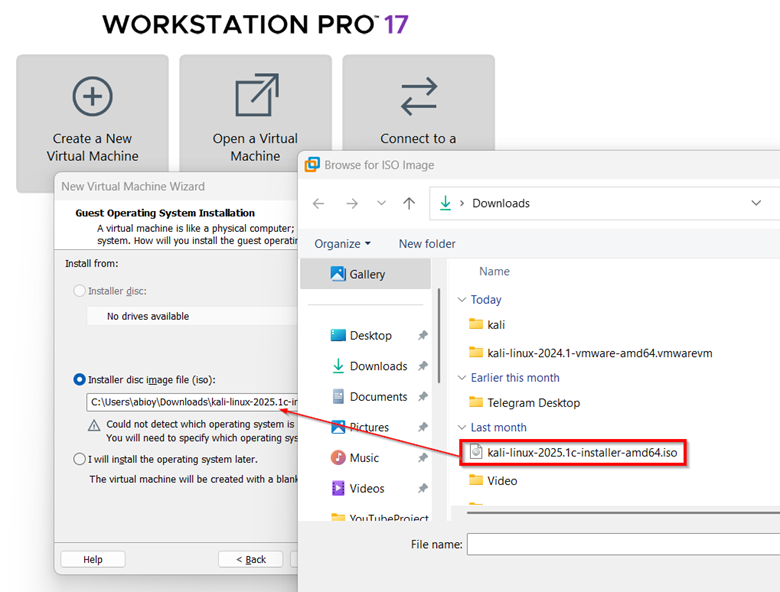 WORKSTATION PRO™ 17
Create a New
Virtual Machine
Open a Virtual
Machine
Connect to a
New Virtual Machine Wizard
Guest Operating System Installation
A virtual machine is like a physical computer;
system. How will you install the guest operatin
Install from:
Installer disc:
No drives available
Installer disc image file (iso):
C:\Users\abioy\Downloads\kali-linux-2025.1c-in
Could not detect which operating system is
You will need to specify which operating sys
I will install the operating system later.
The virtual machine will be created with a blank
Help
< Back
Browse for ISO Image
Downloads
Organize
New folder
Gallery
Desktop
Downloads
Documents
Pictures
Music
Videos
YouTubeProject
Name
Today
kali
kali-linux-2024.1-vmware-amd64.vmwarevm
Earlier this month
Telegram Desktop
Last month
kali-linux-2025.1c-installer-amd64.iso
Video
File name: